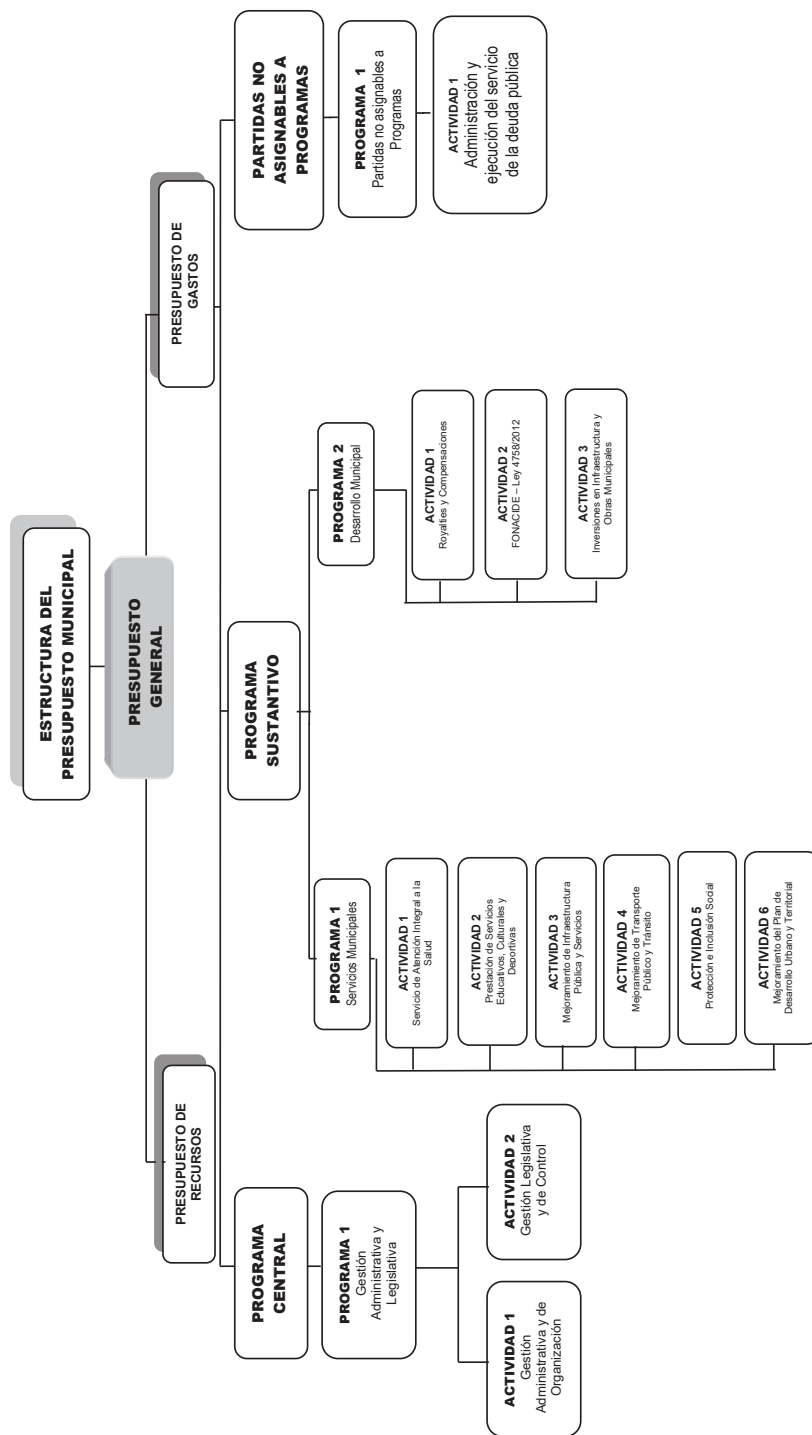 ESTRUCTURA DEL
PRESUPUESTO MUNICIPAL
PRESUPUESTO
GENERAL
PRESUPUESTO DE
RECURSOS
PRESUPUESTO DE
GASTOS
PROGRAMA
CENTRAL
PROGRAMA 1
Gestión
Administrativa y
Legislativa
ACTIVIDAD 1
Gestión
Administrativa y de
Organización
ACTIVIDAD 2
Gestión Legislativa
y de Control
PROGRAMA
SUSTANTIVO
PROGRAMA 1
Servicios Municipales
ACTIVIDAD 1
Servicio de Atención Integral a la
Salud
ACTIVIDAD 2
Prestación de Servicios
Educativos, Culturales y
Deportivas
ACTIVIDAD 3
Mejoramiento de Infraestructura
Pública y Servicios
ACTIVIDAD 4
Mejoramiento de Transporte
Público y Tránsito
ACTIVIDAD 5
Protección e Inclusión Social
ACTIVIDAD 6
Mejoramiento del Plan de
Desarrollo Urbano y Territorial
PROGRAMA 2
Desarrollo Municipal
ACTIVIDAD 1
Royalties y Compensaciones
ACTIVIDAD 2
FONACIDE – Ley 4758/2012
ACTIVIDAD 3
Inversiones en Infraestructura y
Obras Municipales
PARTIDAS NO
ASIGNABLES A
PROGRAMAS
PROGRAMA 1
Partidas no asignables a
Programas
ACTIVIDAD 1
Administración y
ejecución del servicio
de la deuda pública